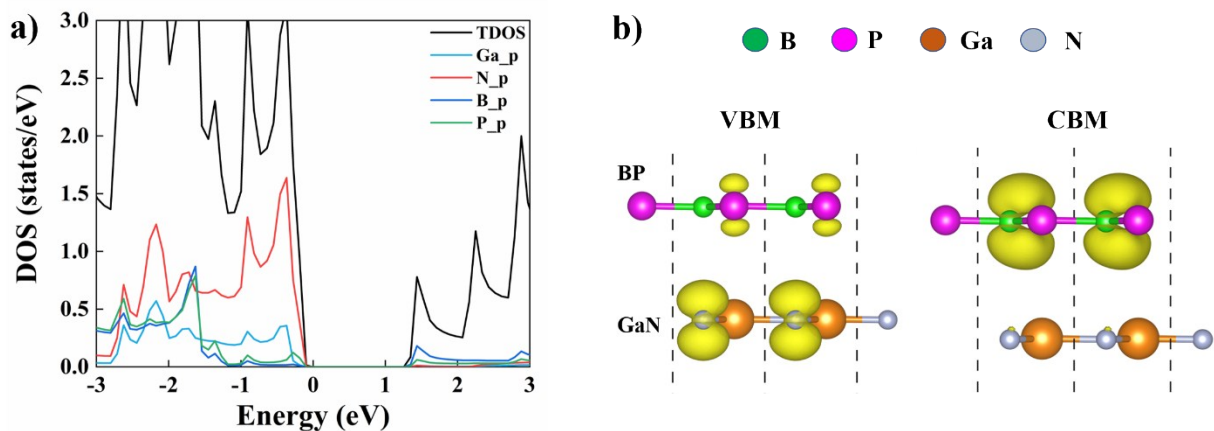 a)
DOS (states/eV)
3.0
2.5
2.0
1.5
1.0
0.5
0.0
TDOS
Ga_p
N_p
B_p
P_p
-3 -2 -1 0 1 2 3
Energy (eV)
b)
B P Ga N
VBM CBM
BP
GaN